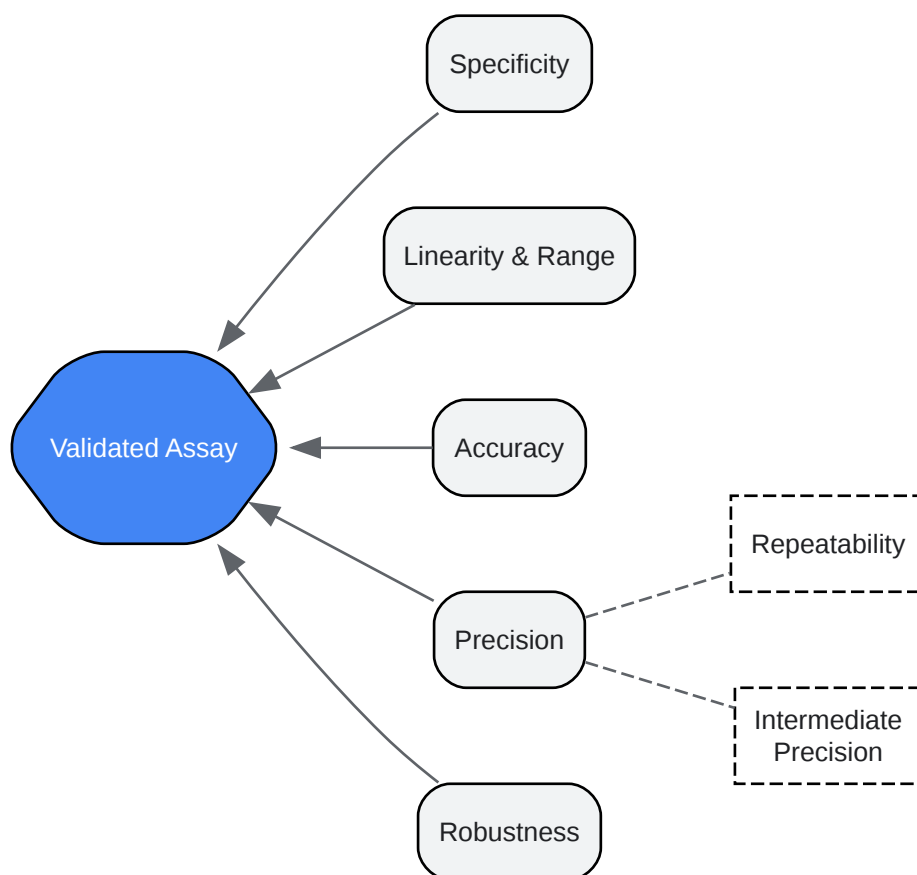 Specificity
Linearity & Range
Validated Assay
Accuracy
Repeatability
Precision
Intermediate
Precision
Robustness